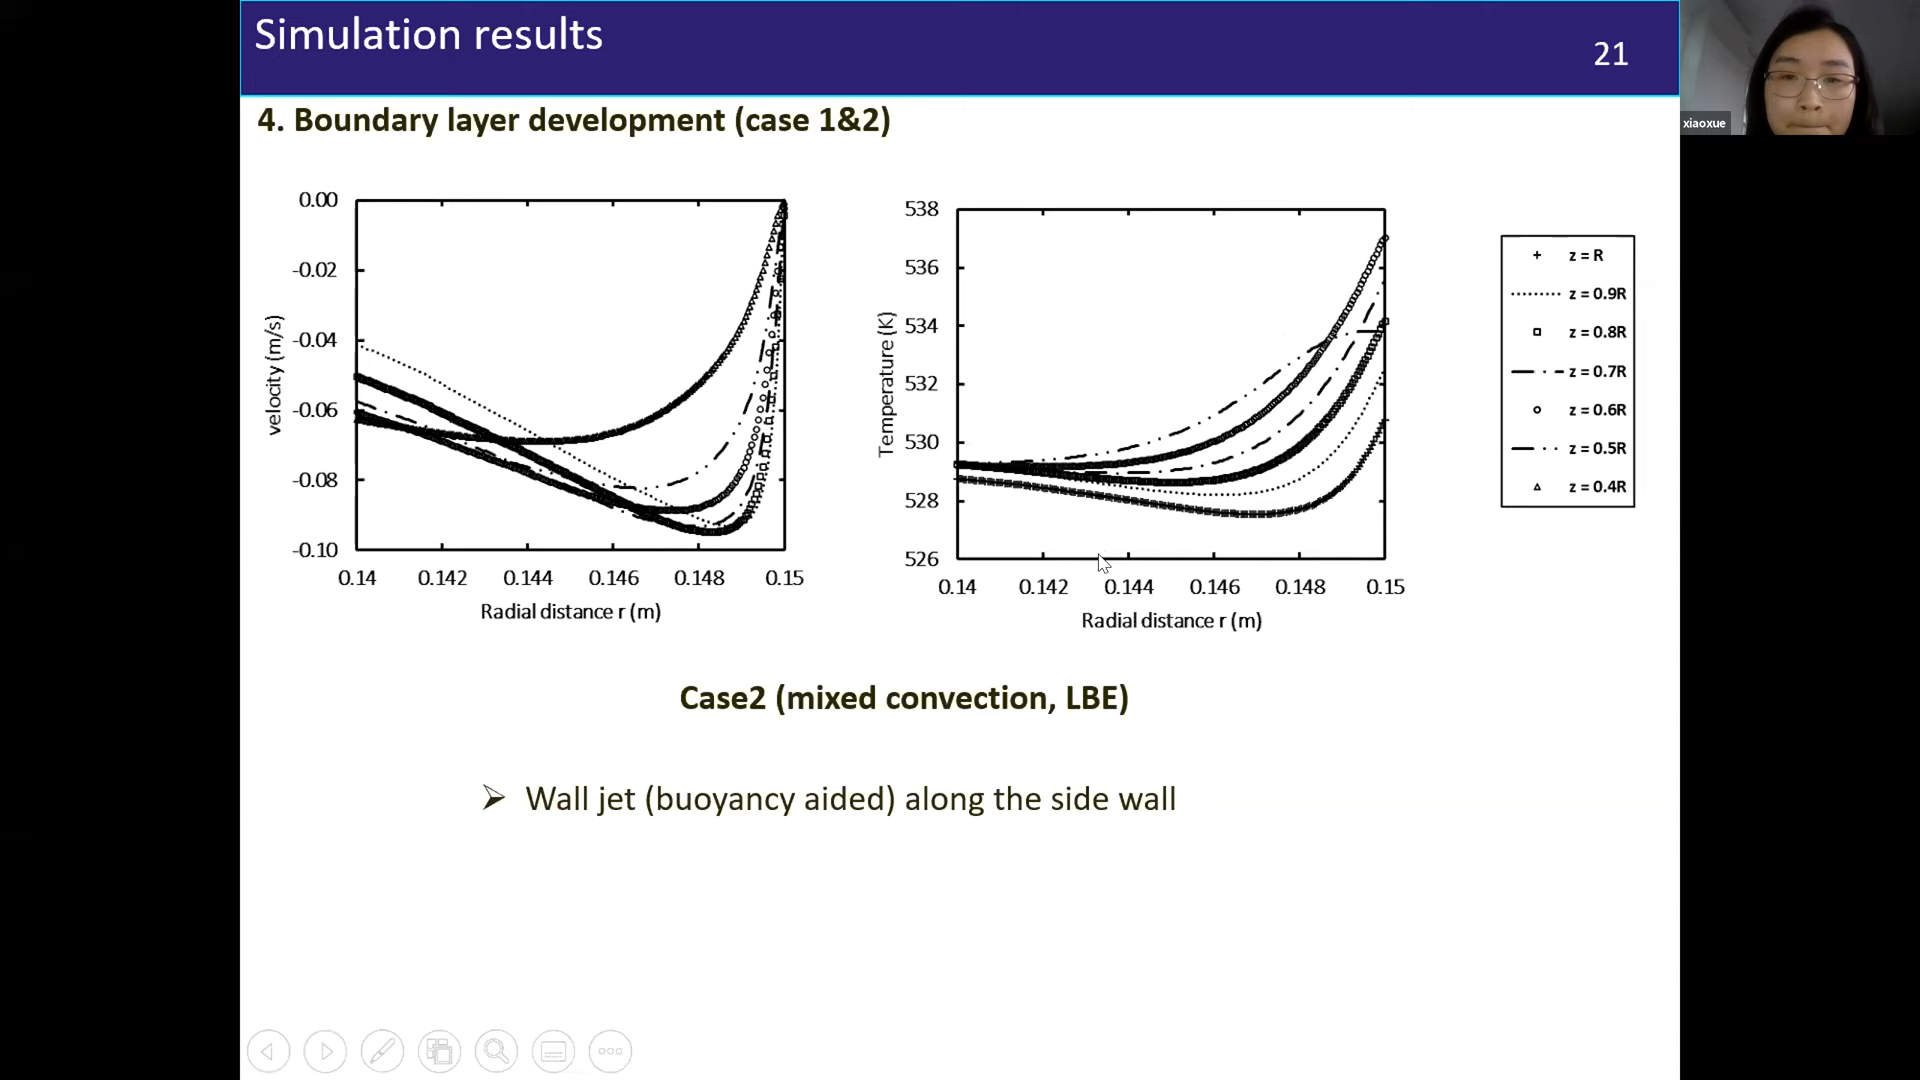 Simulation results
21
xiaoxue
4. Boundary layer development (case 1&2)
0.00
-0.02
-0.04
-0.06
-0.08
-0.10
velocity (m/s)
0.14 0.142 0.144 0.146 0.148 0.15
Radial distance r (m)
538
536
534
532
530
528
526
Temperature (K)
0.14 0.142 0.144 0.146 0.148 0.15
Radial distance r (m)
z = R
z = 0.9R
z = 0.8R
z = 0.7R
z = 0.6R
z = 0.5R
z = 0.4R
Case2 (mixed convection, LBE)
➢ Wall jet (buoyancy aided) along the side wall